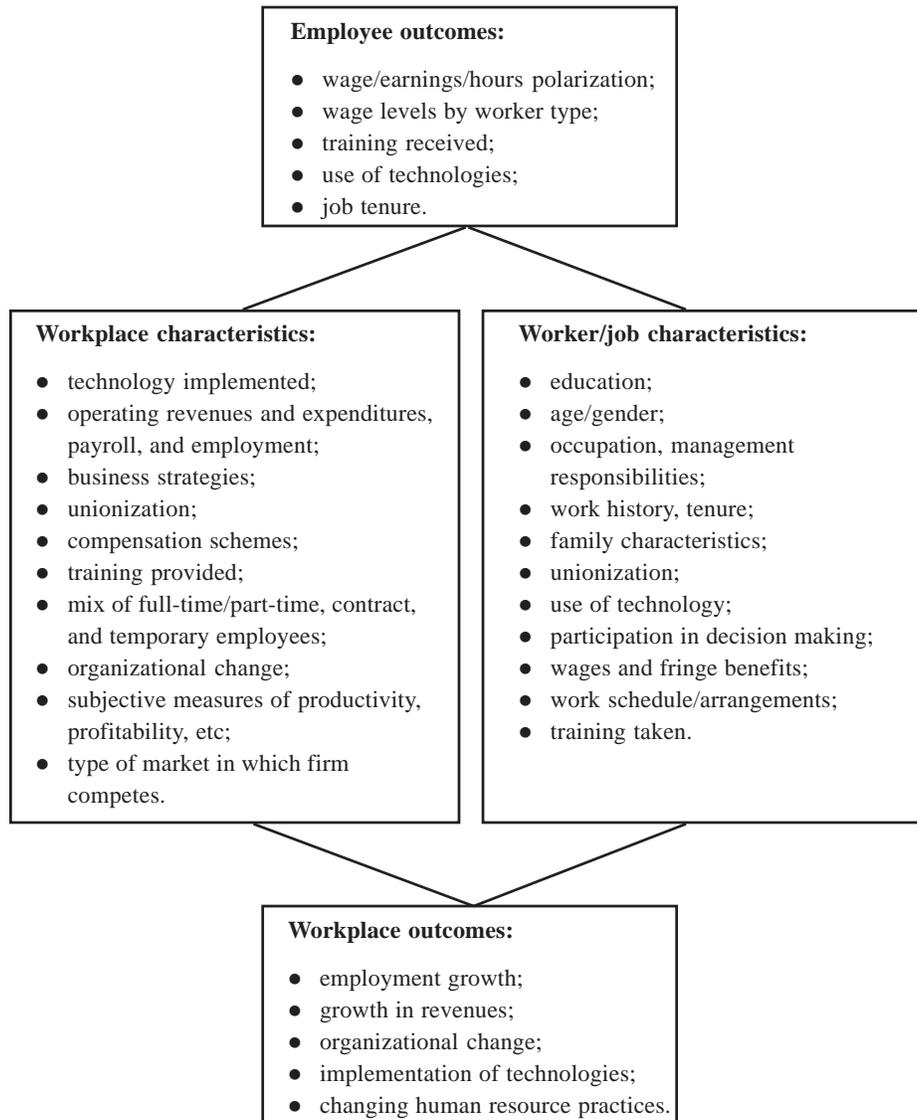 Employee outcomes:
● wage/earnings/hours polarization;
● wage levels by worker type;
● training received;
● use of technologies;
● job tenure.
Workplace characteristics:
● technology implemented;
● operating revenues and expenditures,
payroll, and employment;
● business strategies;
● unionization;
● compensation schemes;
● training provided;
● mix of full-time/part-time, contract,
and temporary employees;
● organizational change;
● subjective measures of productivity,
profitability, etc;
● type of market in which firm
competes.
Worker/job characteristics:
● education;
● age/gender;
● occupation, management
responsibilities;
● work history, tenure;
● family characteristics;
● unionization;
● use of technology;
● participation in decision making;
● wages and fringe benefits;
● work schedule/arrangements;
● training taken.
Workplace outcomes:
● employment growth;
● growth in revenues;
● organizational change;
● implementation of technologies;
● changing human resource practices.